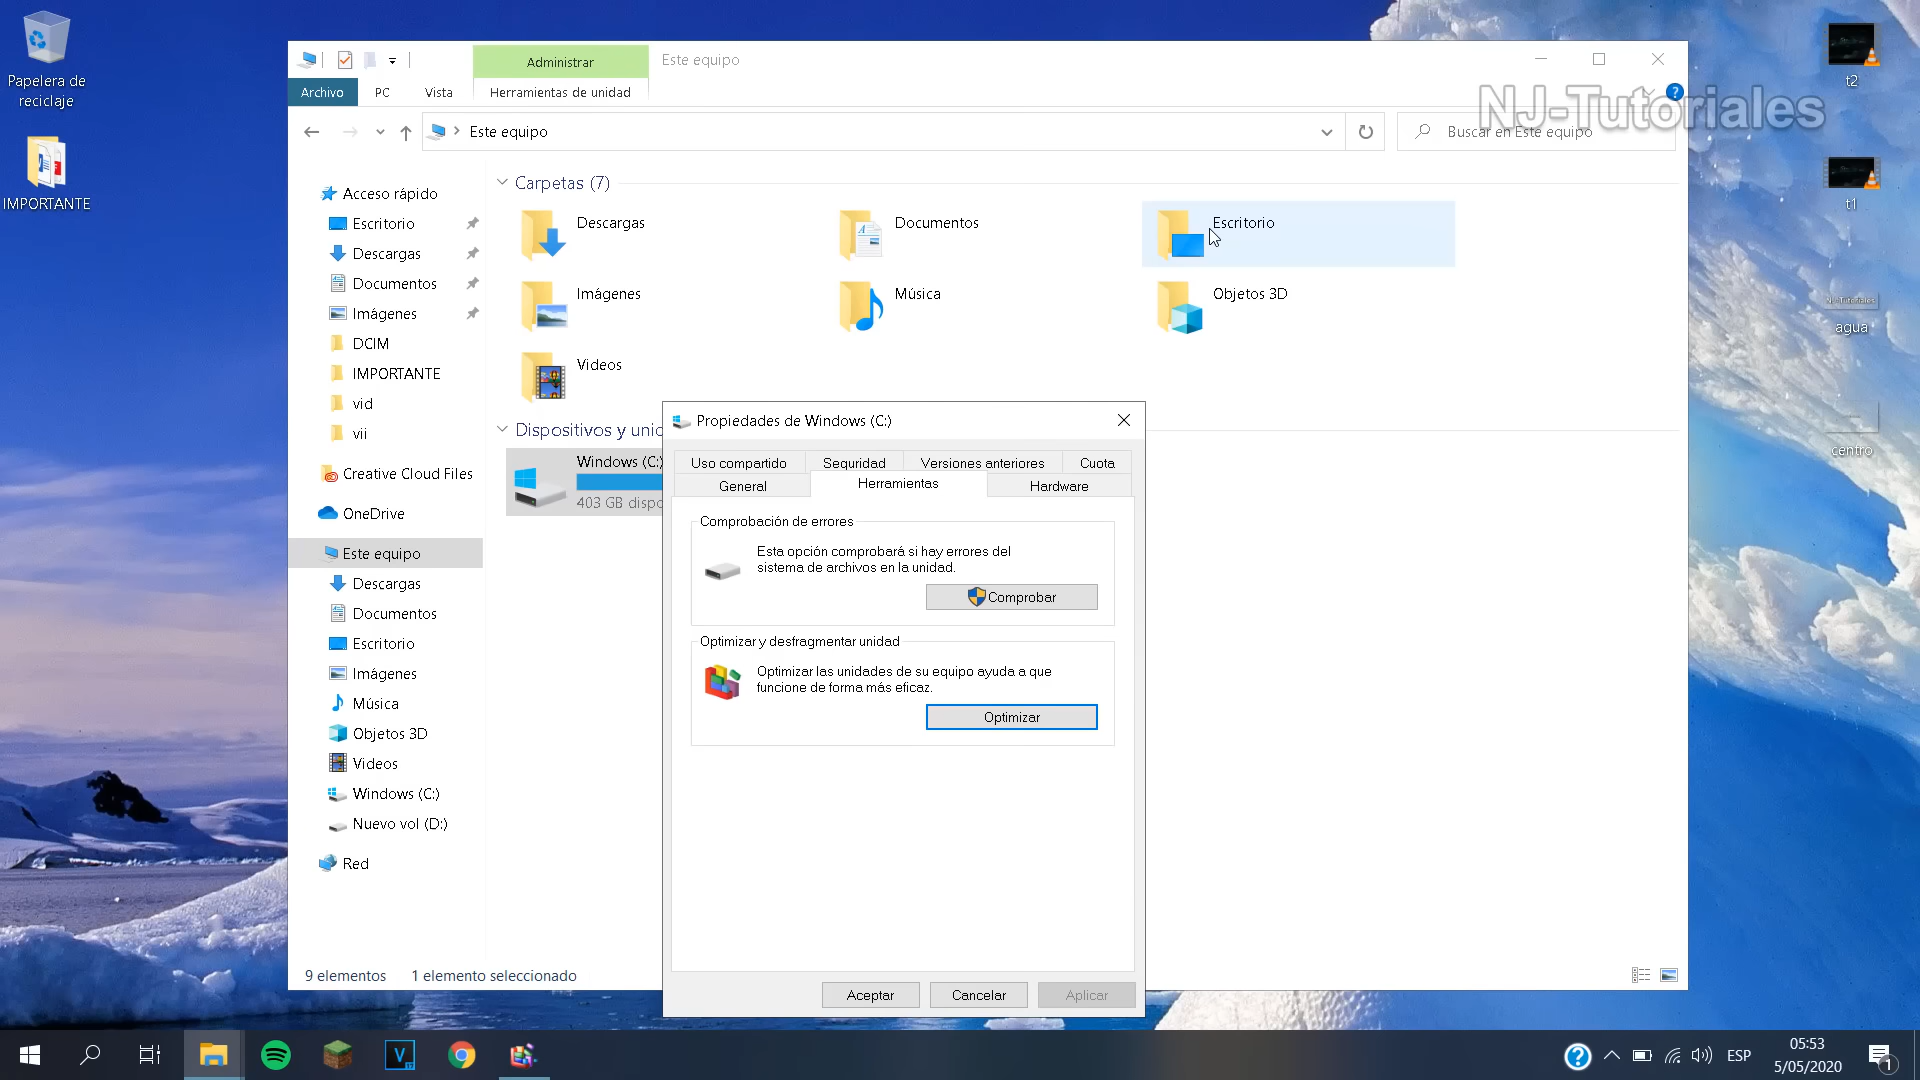 Papelera de
reciclaje
IMPORTANTE
Administrar
Este equipo
Archivo
PC
Vista
Herramientas de unidad
NJ-Tutoriales
Este equipo
Buscar en Este equipo
Acceso rápido
Escritorio
Descargas
Documentos
Imágenes
DCIM
IMPORTANTE
vid
vii
Creative Cloud Files
OneDrive
Este equipo
Descargas
Documentos
Escritorio
Imágenes
Música
Objetos 3D
Videos
Windows (C:)
Nuevo vol (D:)
Red
Carpetas (7)
Descargas
Documentos
Escritorio
Imágenes
Música
Objetos 3D
Videos
Dispositivos y unid
Windows (C:)
403 GB dispo
Propiedades de Windows (C:)
Uso compartido
Seguridad
Versiones anteriores
Cuota
General
Herramientas
Hardware
Comprobación de errores
Esta opción comprobará si hay errores del
sistema de archivos en la unidad.
Comprobar
Optimizar y desfragmentar unidad
Optimizar las unidades de su equipo ayuda a que
funcione de forma más eficaz.
Optimizar
Aceptar
Cancelar
Aplicar
9 elementos
1 elemento seleccionado
t2
t1
NJ-Tutoriales
agua
centro
ESP
05:53
5/05/2020
1